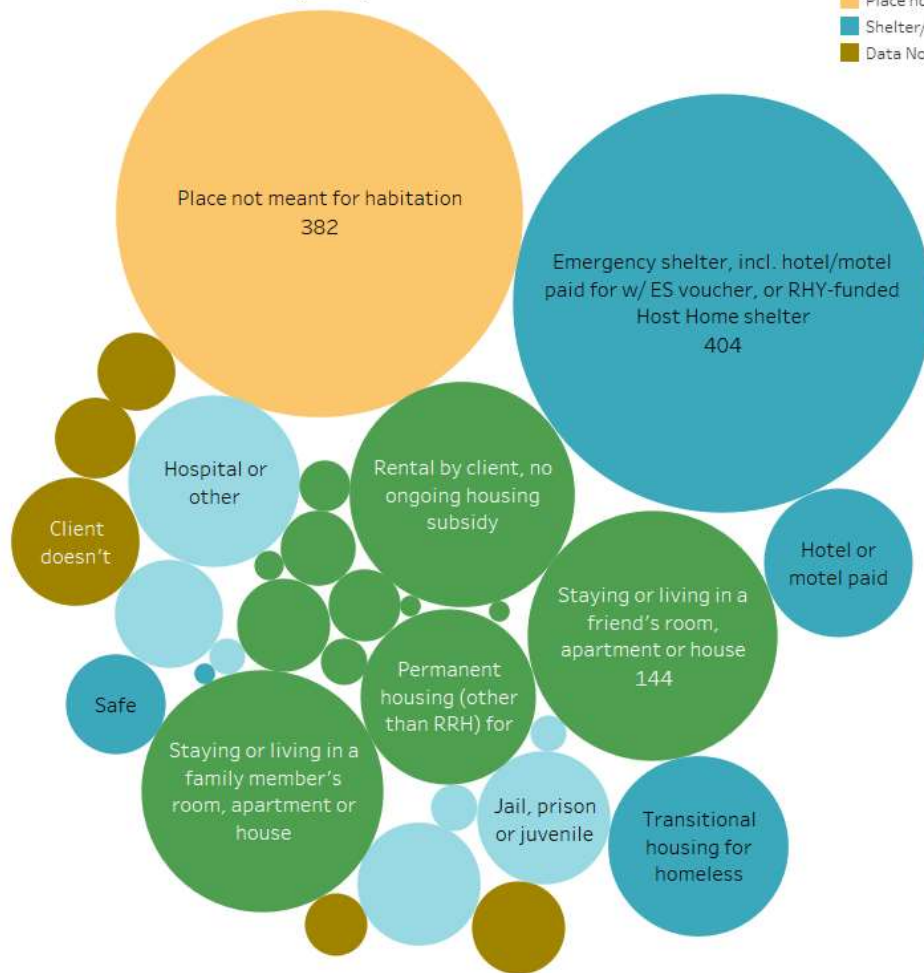 Place no
Shelter/
Data No
Place not meant for habitation
382
Emergency shelter, incl. hotel/motel
paid for w/ ES voucher, or RHY-funded
Host Home shelter
404
Hospital or
other
Rental by client, no
ongoing housing
subsidy
Client
doesn't
Hotel or
motel paid
Staying or living in a
friend's room,
apartment or house
144
Safe
Permanent
housing (other
than RRH) for
Staying or living in a
family member's
room, apartment or
house
Jail, prison
or juvenile
Transitional
housing for
homeless